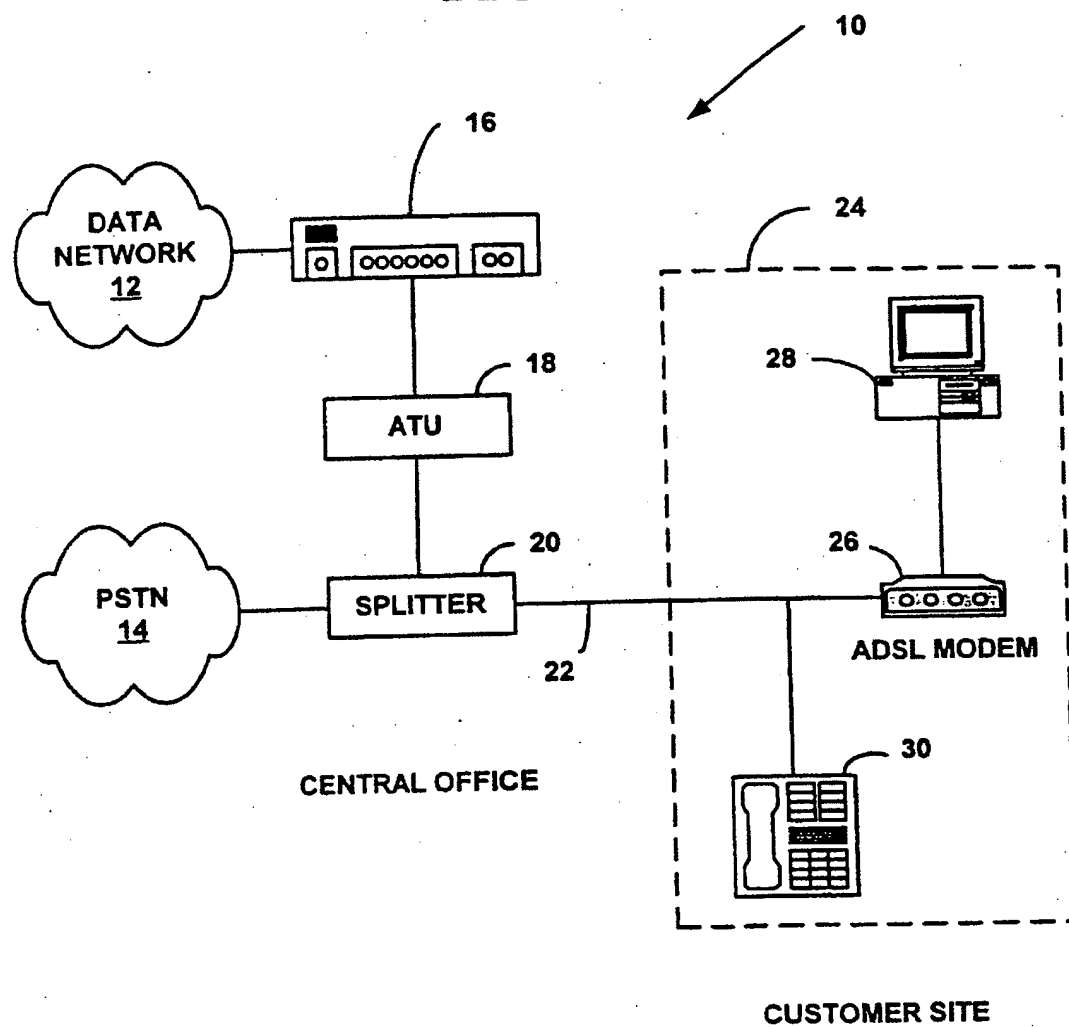 10
16
DATA
NETWORK
12
24
28
18
ATU
20
26
PSTN
14
SPLITTER
22
ADSL MODEM
30
CENTRAL OFFICE
CUSTOMER SITE